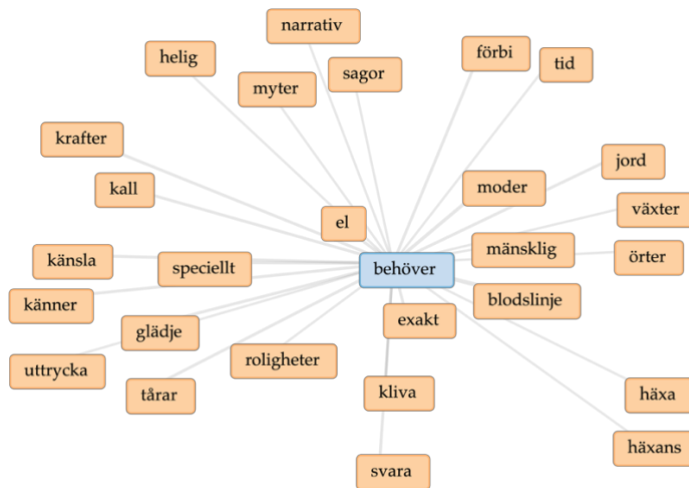 narrativ
helig
förbi
tid
sagor
myter
krafter
jord
kall
moder
växter
el
mänsklig
örter
känsla
speciellt
behöver
känner
blodslinje
glädje
exakt
roligheter
uttrycka
tårar
kliva
häxa
häxans
svara